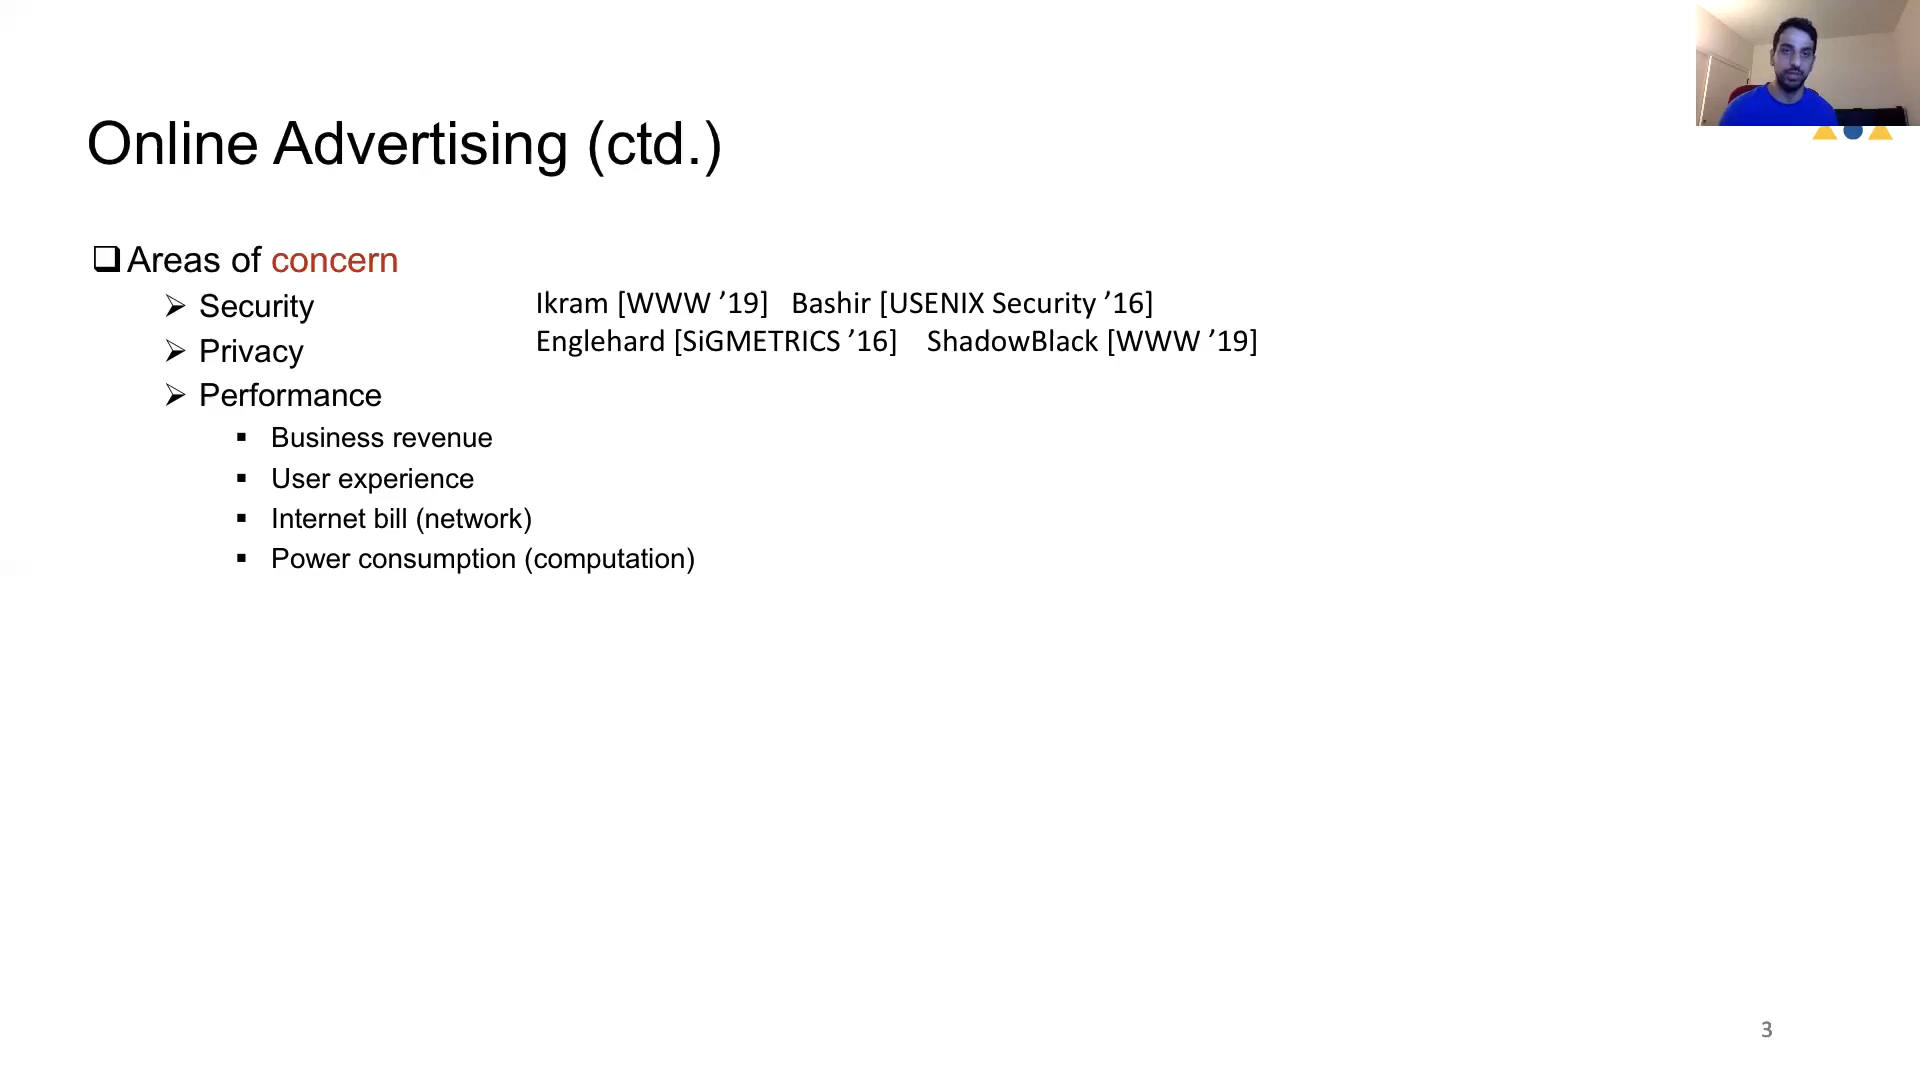 Online Advertising (ctd.)
Areas of concern
Security
Ikram [WWW ’19] Bashir [USENIX Security ’16]
Privacy
Englehard [SiGMETRICS ’16] ShadowBlack [WWW ’19]
Performance
Business revenue
User experience
Internet bill (network)
Power consumption (computation)
3